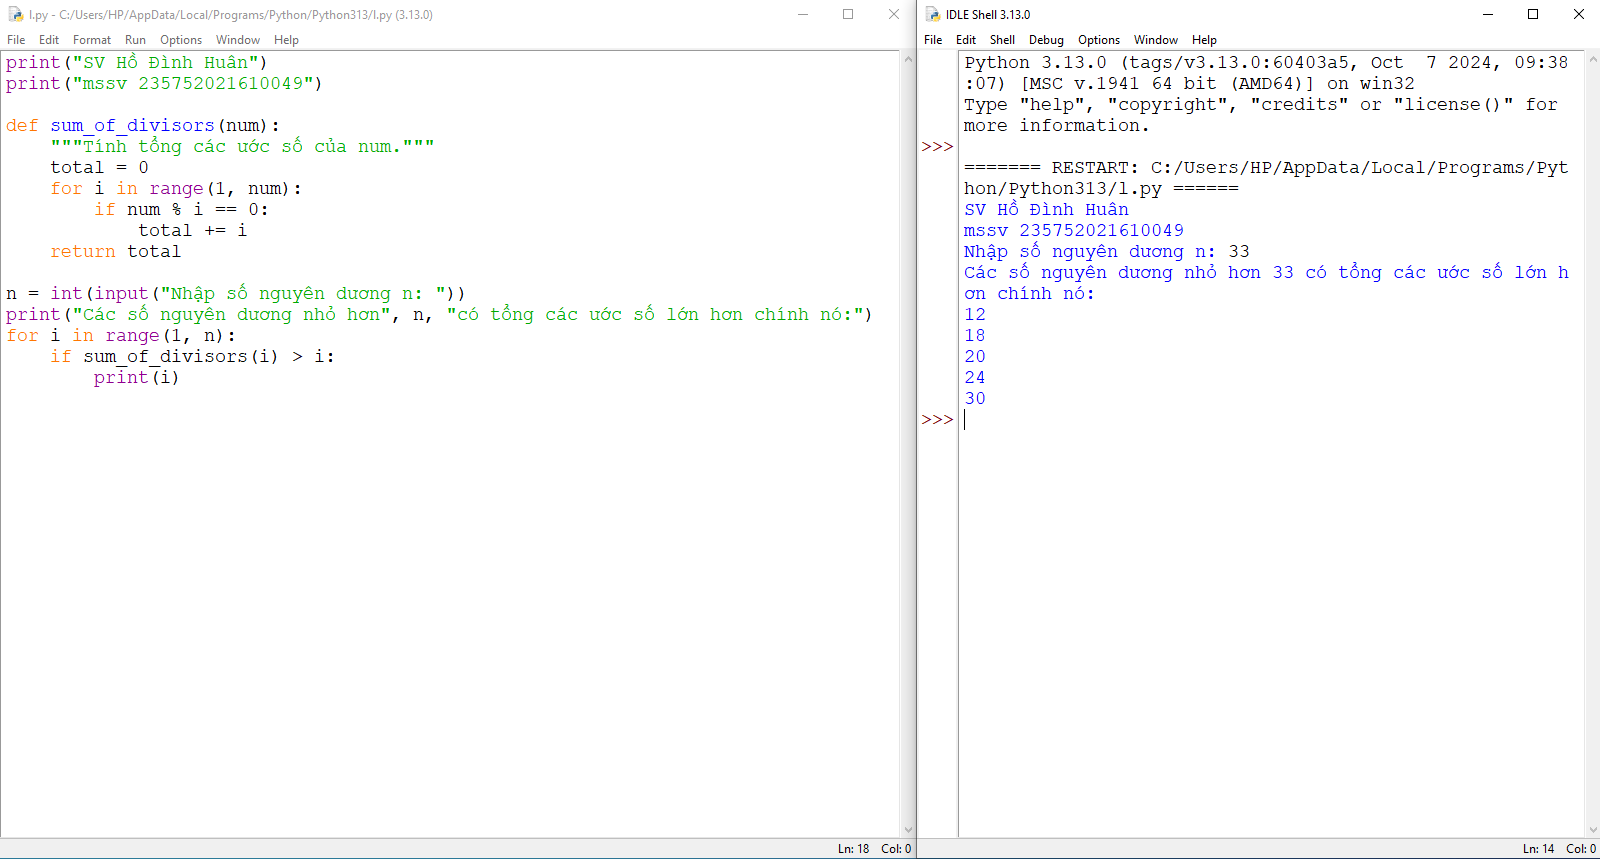 l.py - C:/Users/HP/AppData/Local/Programs/Python/Python313/l.py (3.13.0)
File Edit Format Run Options Window Help
print("SV Hồ Đình Huân")
print("mssv 235752021610049")
def sum_of_divisors(num):
    """Tính tổng các ước số của num."""
    total = 0
    for i in range(1, num):
        if num % i == 0:
            total += i
    return total
n = int(input("Nhập số nguyên dương n: "))
print("Các số nguyên dương nhỏ hơn", n, "có tổng các ước số lớn hơn chính nó:")
for i in range(1, n):
    if sum_of_divisors(i) > i:
        print(i)
Ln: 18 Col: 0
IDLE Shell 3.13.0
File Edit Shell Debug Options Window Help
Python 3.13.0 (tags/v3.13.0:60403a5, Oct  7 2024, 09:38
:07) [MSC v.1941 64 bit (AMD64)] on win32
Type "help", "copyright", "credits" or "license()" for
more information.
>>>
======= RESTART: C:/Users/HP/AppData/Local/Programs/Pyt
hon/Python313/l.py ======
SV Hồ Đình Huân
mssv 235752021610049
Nhập số nguyên dương n: 33
Các số nguyên dương nhỏ hơn 33 có tổng các ước số lớn h
ơn chính nó:
12
18
20
24
30
>>>
Ln: 14 Col: 0